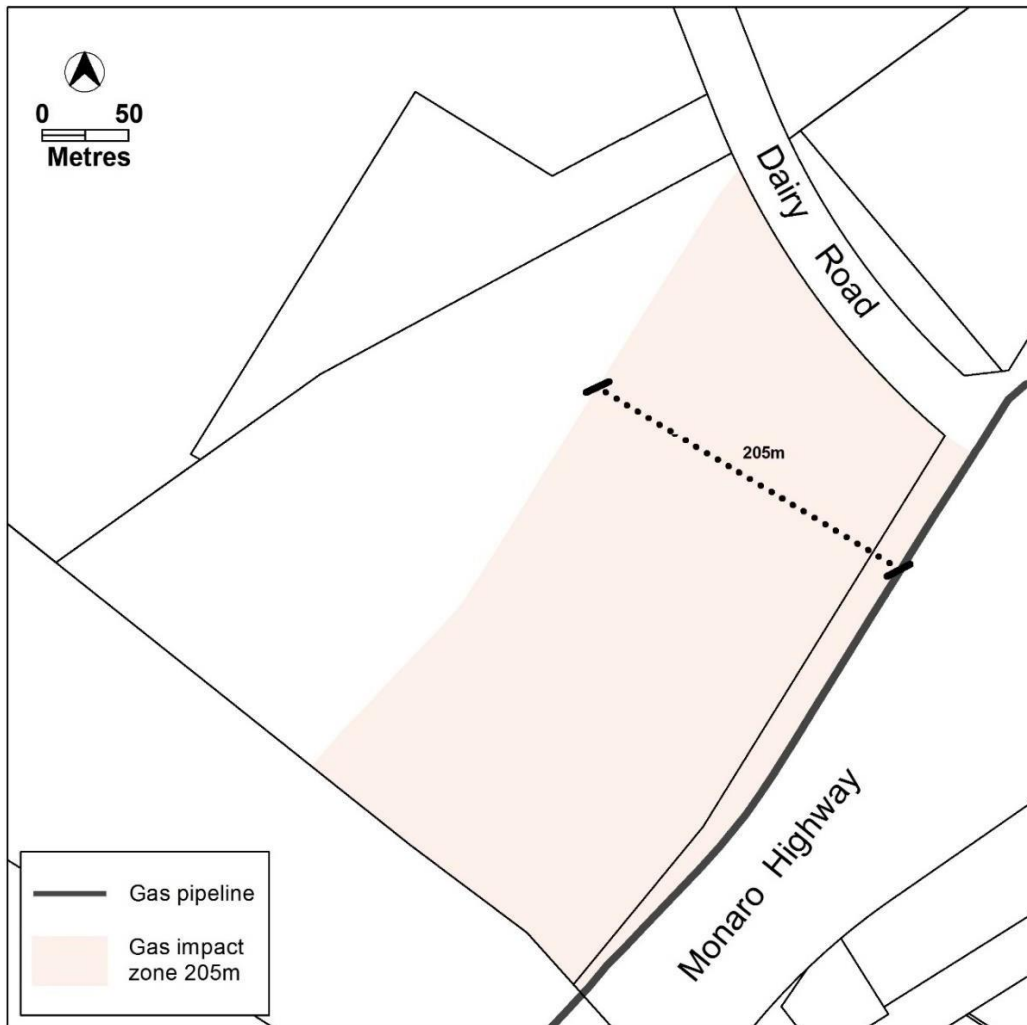 0 50
Metres
Dairy Road
205m
Monaro Highway
Gas pipeline
Gas impact
zone 205m